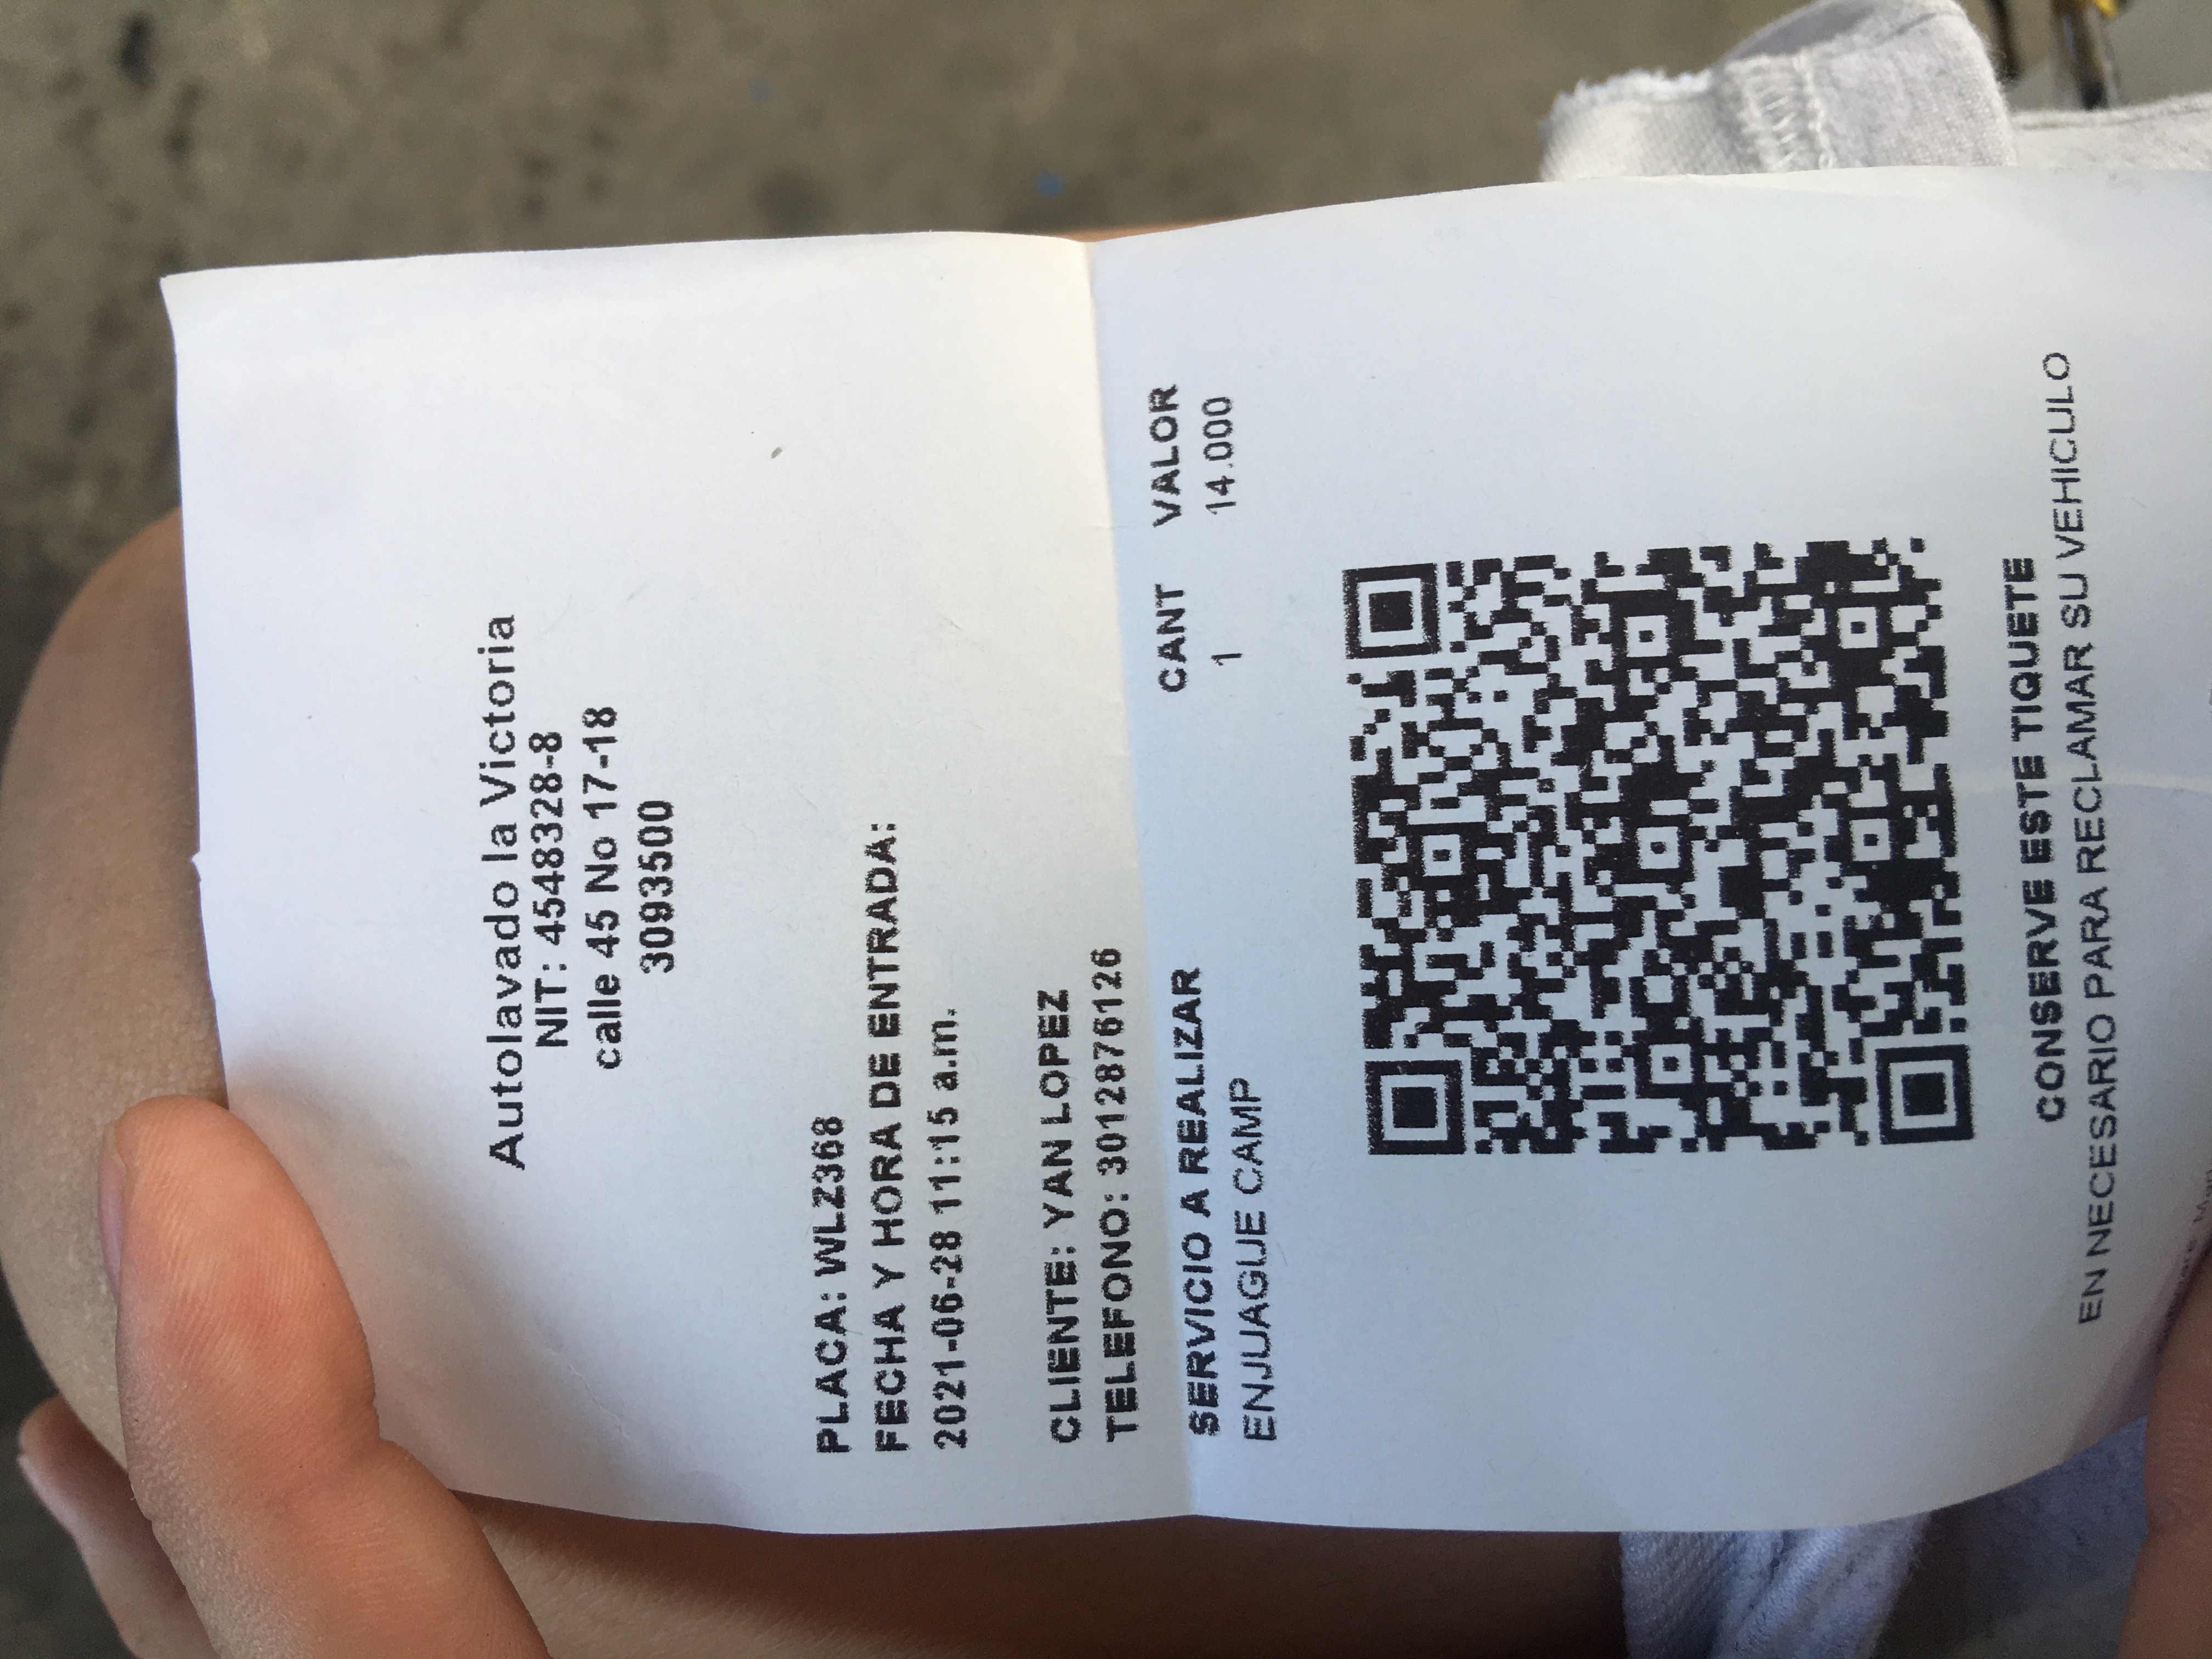 Autolavado la Victoria
NIT: 4548328-8
calle 45 No 17-18
3093500
PLACA: WLZ368
FECHA Y HORA DE ENTRADA:
2021-06-28 11:15 a.m.
CLIENTE: YAN LOPEZ
TELEFONO: 3012876126
SERVICIO A REALIZAR CANT VALOR
ENJUAGUE CAMP 1 14.000
CONSERVE ESTE TIQUETE
EN NECESARIO PARA RECLAMAR SU VEHICULO